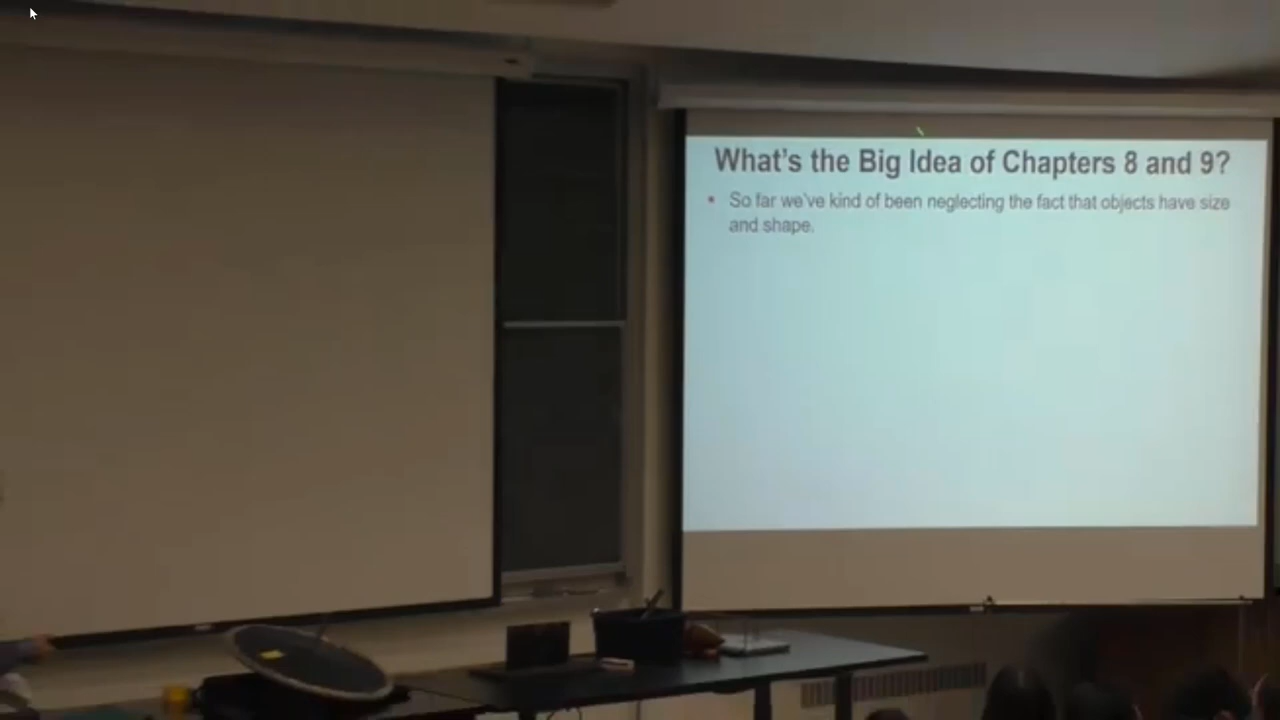 What's the Big Idea of Chapters 8 and 9?
• So far we've kind of been neglecting the fact that objects have size
and shape.